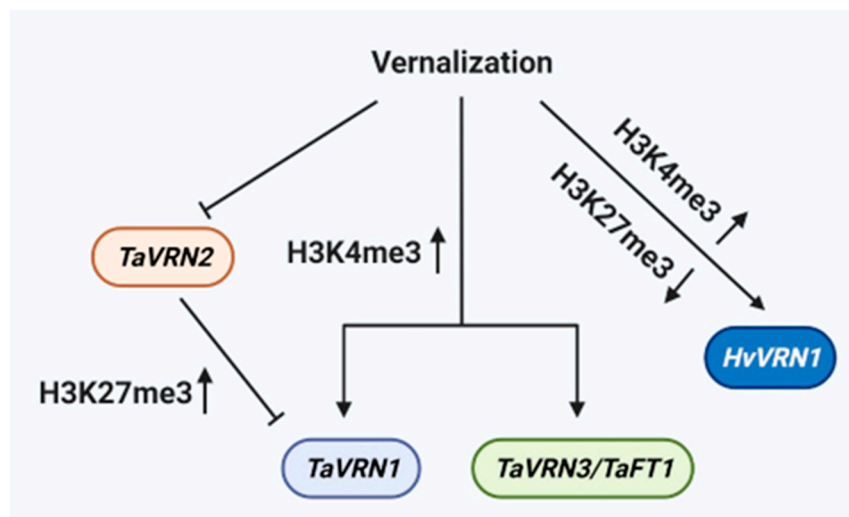 Vernalization
H3K4me3
H3K27me3
TaVRN2
H3K4me3
HvVRN1
H3K27me3
TaVRN1
TaVRN3/TaFT1